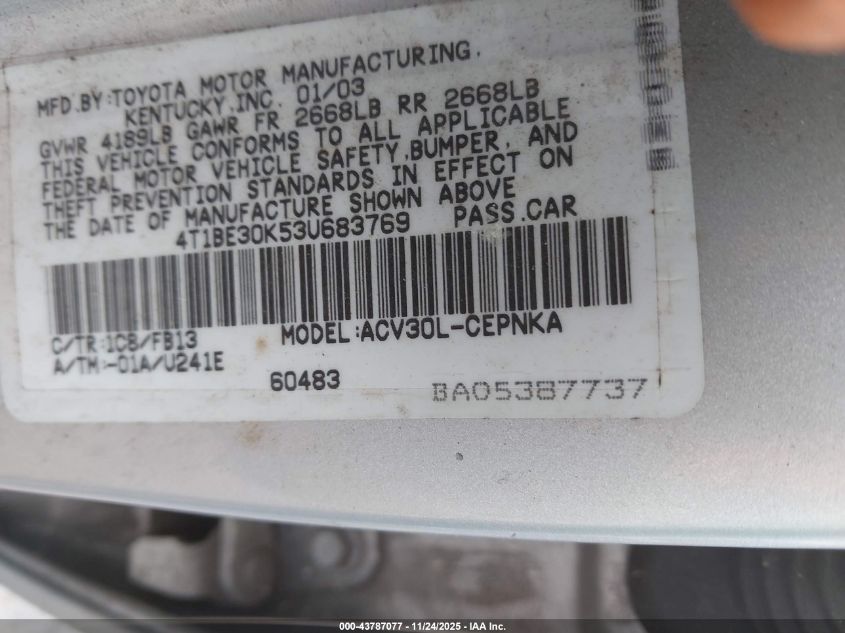 MFD.BY:TOYOTA MOTOR MANUFACTURING,
KENTUCKY,INC. 01/03
GVWR 4189LB GAWR FR 2668LB RR 2668LB
THIS VEHICLE CONFORMS TO ALL APPLICABLE
FEDERAL MOTOR VEHICLE SAFETY,BUMPER, AND
THEFT PREVENTION STANDARDS IN EFFECT ON
THE DATE OF MANUFACTURE SHOWN ABOVE
4T1BE30K53U683769 PASS.CAR
C/TR:1C8/FB13 MODEL:ACV30L-CEPNKA
A/TM:-01A/U241E
60483 BA05387737
000-43787077 - 11/24/2025 - IAA Inc.